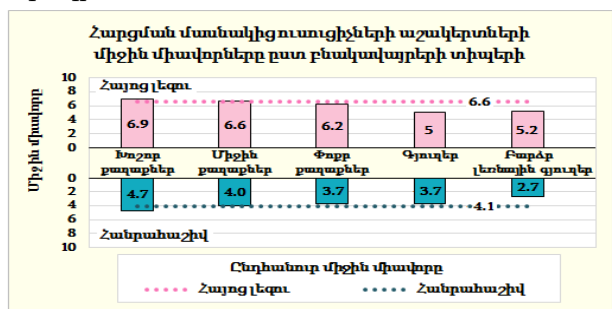 Հարցման մասնակից ուսուցիչների աշակերտների
միջին միավորները ըստ բնակավայրերի տիպերի
Միջին միավորը
10
8
6
4
2
0
Հայոց լեզու
6.6
6.9
6.6
6.2
5
5.2
Խոշոր քաղաքներ
Միջին քաղաքներ
Փոքր քաղաքներ
Գյուղեր
Բարձր լեռնային գյուղեր
0
2
4
6
8
10
4.7
4.0
3.7
3.7
2.7
4.1
Հանրահաշիվ
Ընդհանուր միջին միավորը
Հայոց լեզու
Հանրահաշիվ